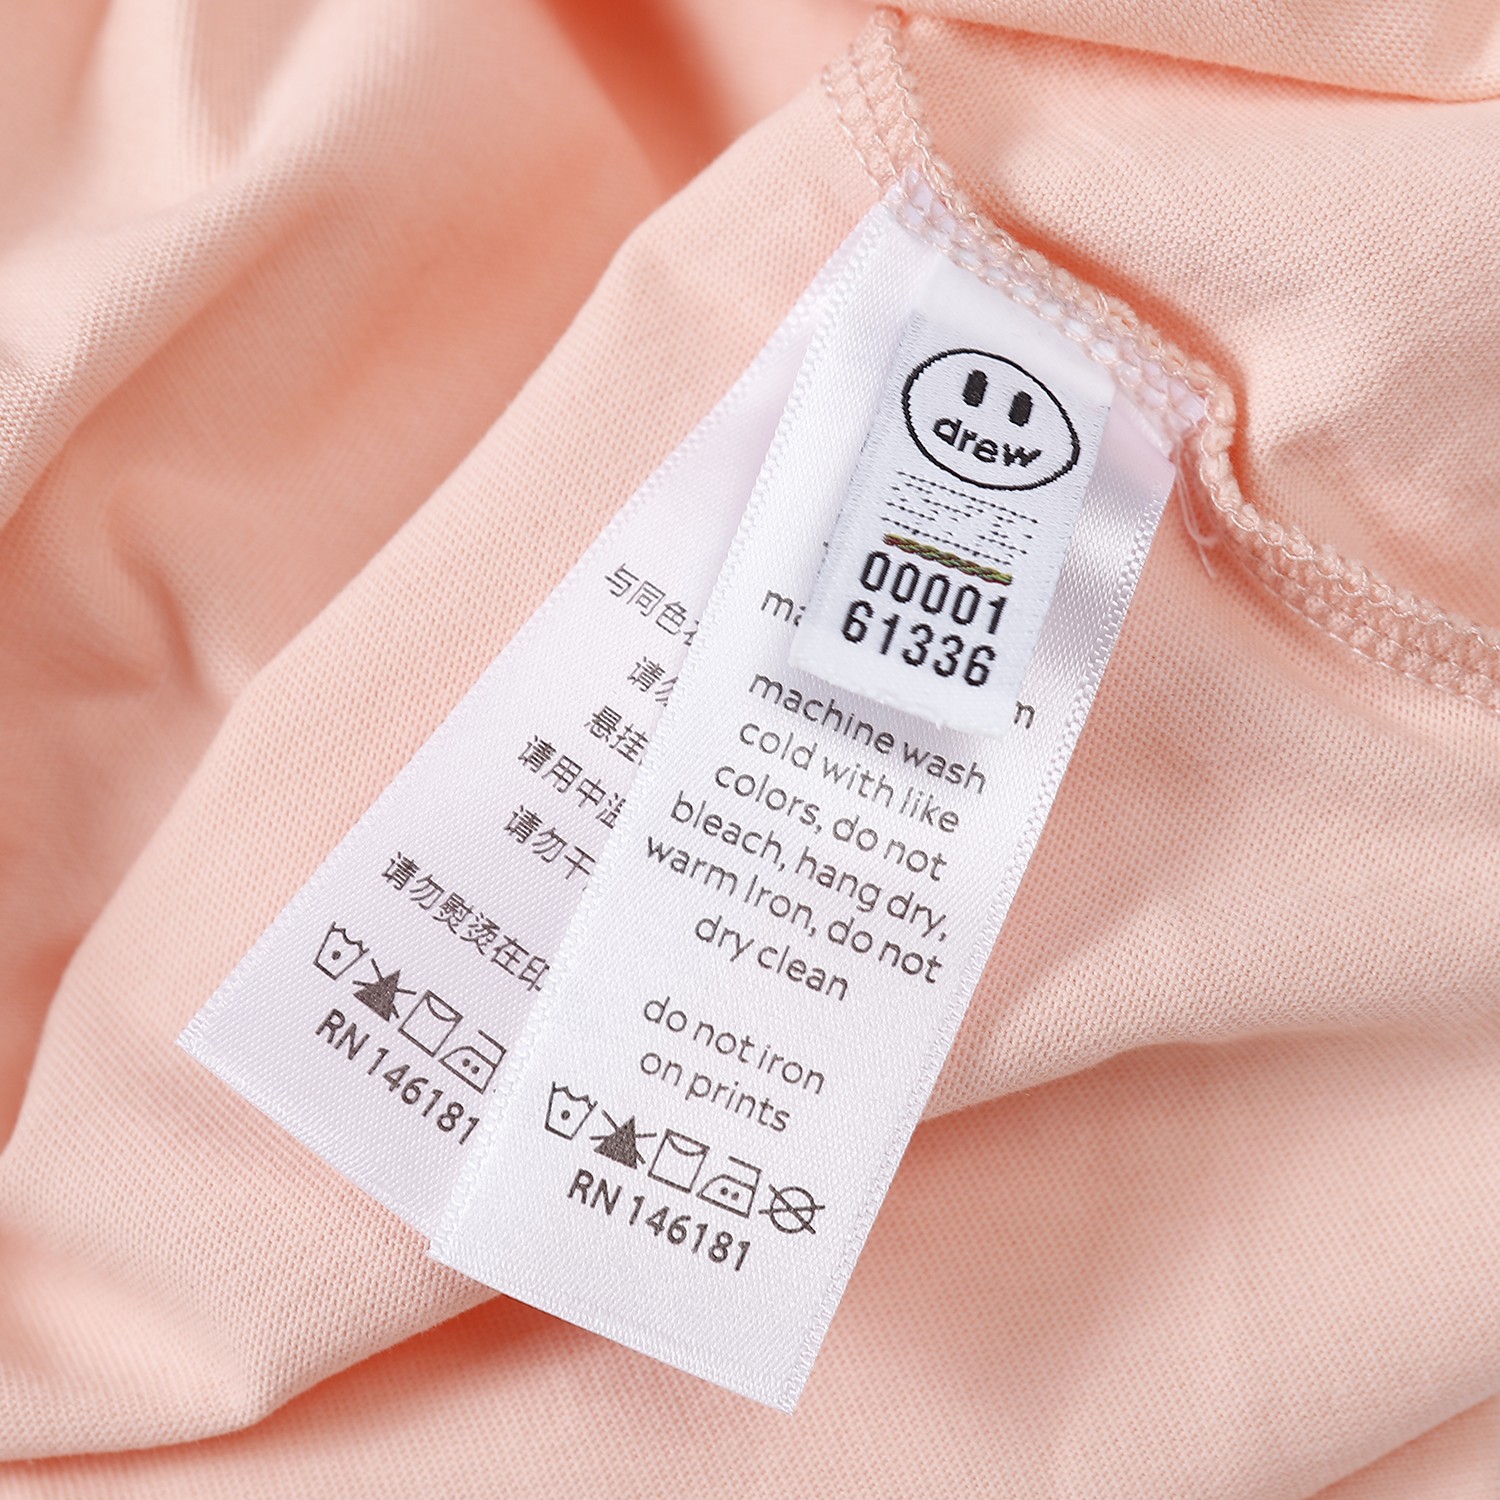 drew
00001
61336
machine wash
cold with like
colors, do not
bleach, hang dry,
warm Iron, do not
dry clean
do not iron
on prints
RN 146181
与同色
请勿
悬挂
请用中温
请勿干
请勿熨烫在印
RN 146181